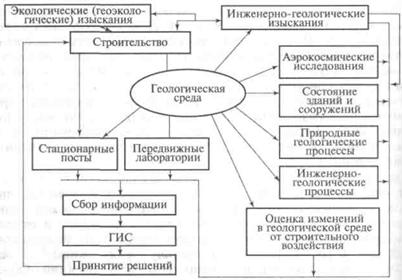 Экологические (геоэколо-
гические) изыскания
Инженерно-геологические
изыскания
Строительство
Аэрокосмические
исследования
Геологическая
среда
Состояние
зданий и
сооружений
Стационарные
посты
Передвижные
лаборатории
Природные
геологические
процессы
Инженерно-
геологические
процессы
Сбор информации
ГИС
Принятие решений
Оценка изменений
в геологической среде
от строительного
воздействия